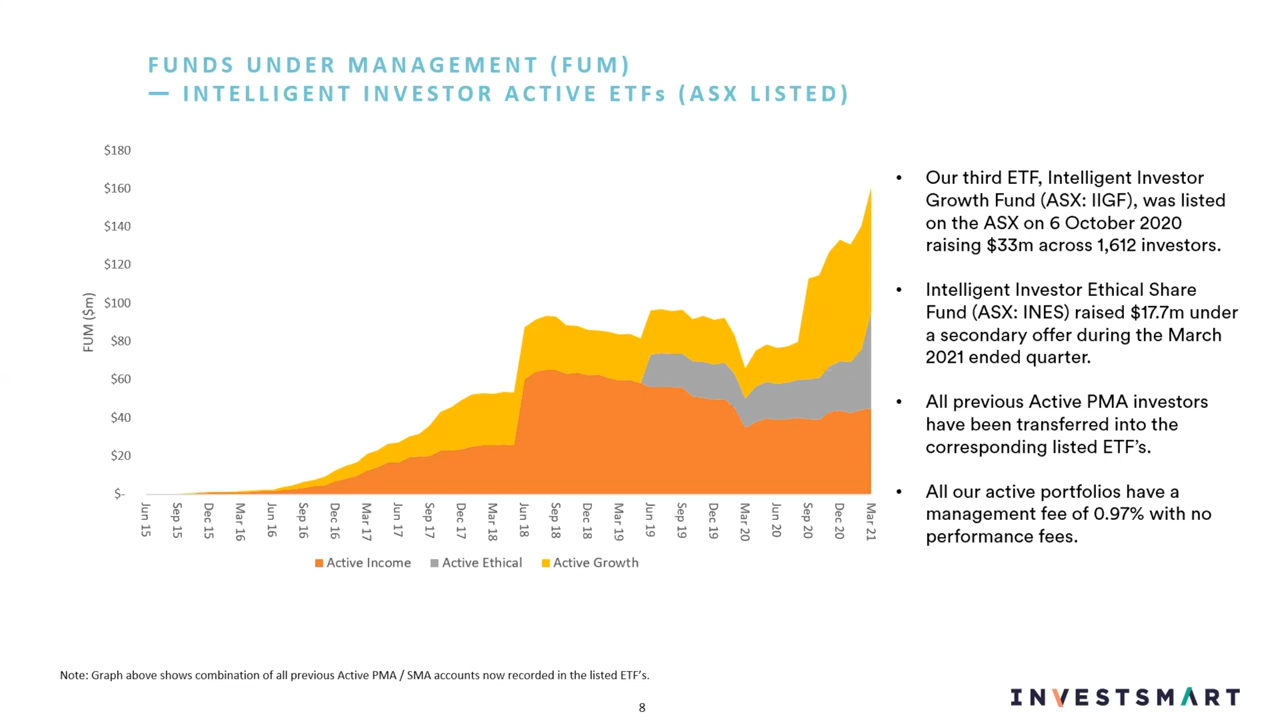 FUNDS UNDER MANAGEMENT (FUM)
— INTELLIGENT INVESTOR ACTIVE ETFs (ASX LISTED)
$180
$160
$140
$120
$100
$80
$60
$40
$20
$-
FUM ($m)
Jun 15
Sep 15
Dec 15
Mar 16
Jun 16
Sep 16
Dec 16
Mar 17
Jun 17
Sep 17
Dec 17
Mar 18
Jun 18
Sep 18
Dec 18
Mar 19
Jun 19
Sep 19
Dec 19
Mar 20
Jun 20
Sep 20
Dec 20
Mar 21
Active Income
Active Ethical
Active Growth
• Our third ETF, Intelligent Investor
Growth Fund (ASX: IIGF), was listed
on the ASX on 6 October 2020
raising $33m across 1,612 investors.
• Intelligent Investor Ethical Share
Fund (ASX: INES) raised $17.7m under
a secondary offer during the March
2021 ended quarter.
• All previous Active PMA investors
have been transferred into the
corresponding listed ETF’s.
• All our active portfolios have a
management fee of 0.97% with no
performance fees.
Note: Graph above shows combination of all previous Active PMA / SMA accounts now recorded in the listed ETF’s.
INVESTSMART
8